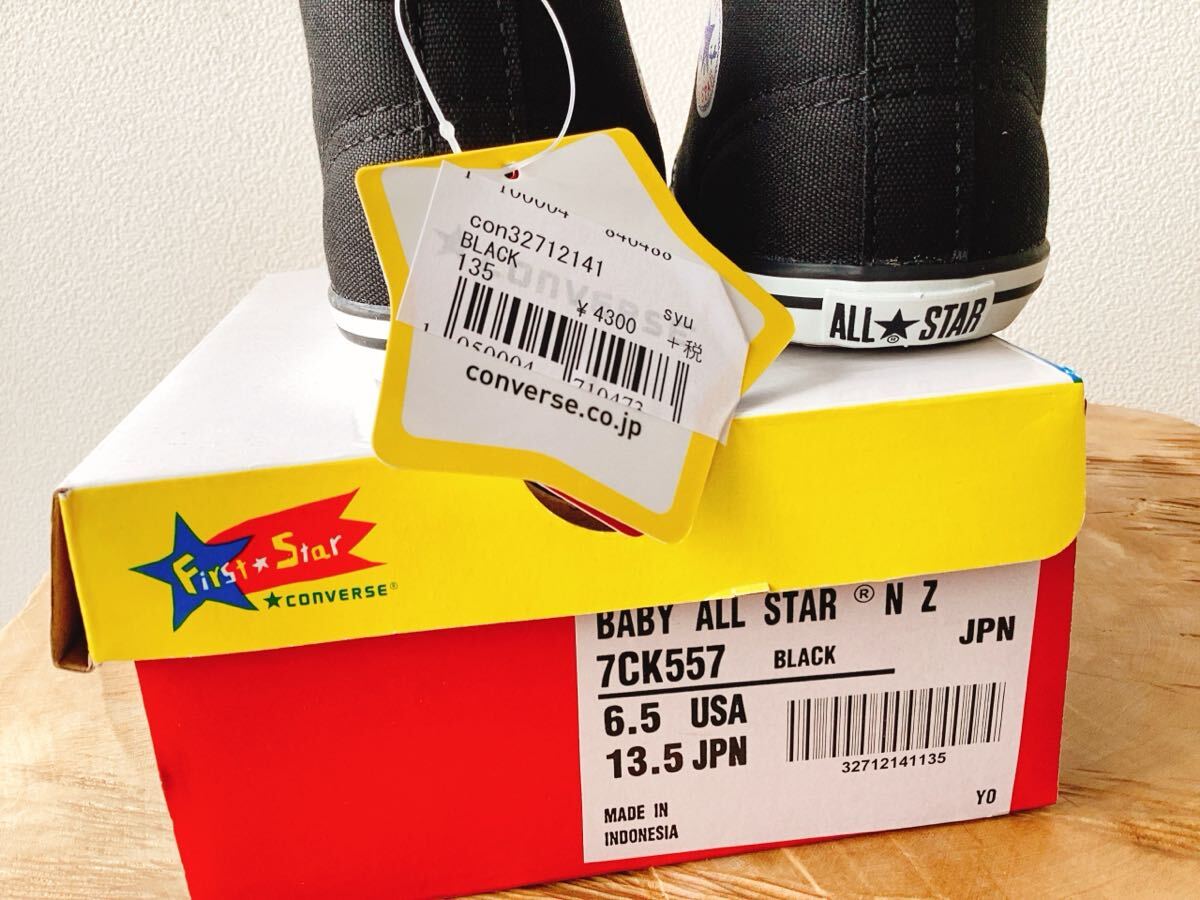 con32712141
BLACK
135
¥4300
syu
+税
converse.co.jp
ALL★STAR
First★Star
★CONVERSE®
BABY ALL STAR ® N Z
7CK557 BLACK
JPN
6.5 USA
13.5 JPN
32712141135
MADE IN
INDONESIA
YO